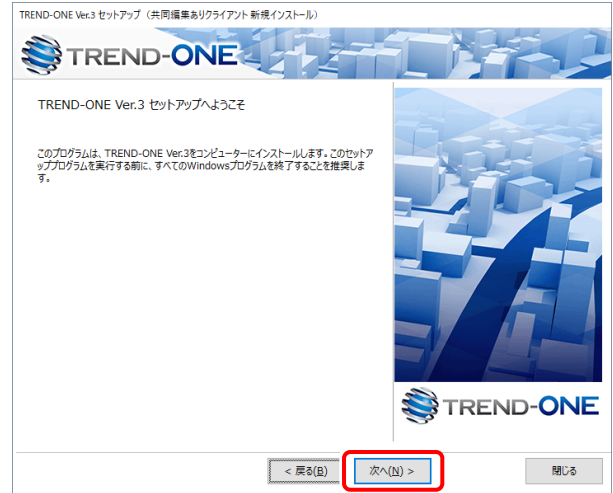 TREND-ONE Ver.3 セットアップ（共同編集ありクライアント 新規インストール）
TREND-ONE
TREND-ONE Ver.3 セットアップへようこそ
このプログラムは、TREND-ONE Ver.3をコンピューターにインストールします。このセットア
ッププログラムを実行する前に、すべてのWindowsプログラムを終了することを推奨しま
す。
TREND-ONE
< 戻る(B)
次へ(N) >
閉じる